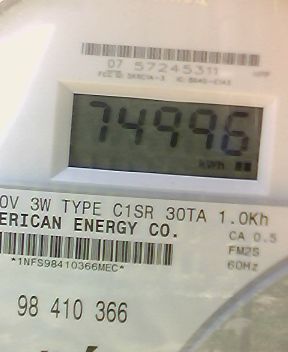 07 57245311
74996
kWh
0V 3W TYPE C1SR 30TA 1.0Kh
ERICAN ENERGY CO. CA 0.5
FM2S
*1NFS98410366MEC* 60Hz
98 410 366